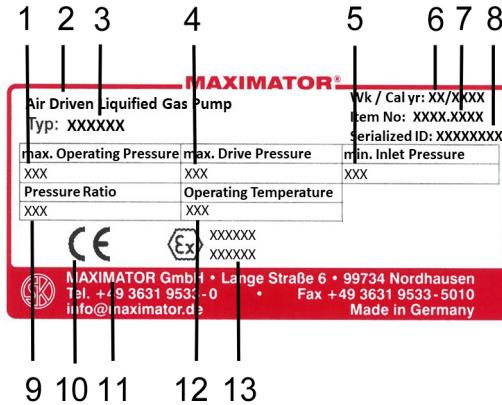 1 2 3 4 5 6 7 8
MAXIMATOR®
Air Driven Liquified Gas Pump
Wk / Cal yr: XX/XXXX
Typ: XXXXXX
Item No: XXXX.XXXX
Serialized ID: XXXXXXXX
max. Operating Pressure max. Drive Pressure min. Inlet Pressure
XXX XXX XXX
Pressure Ratio Operating Temperature
XXX XXX
CE Ex XXXXXX
XXXXXX
MAXIMATOR GmbH • Lange Straße 6 • 99734 Nordhausen
Tel. +49 3631 9533-0 • Fax +49 3631 9533-5010
info@maximator.de Made in Germany
9 10 11 12 13